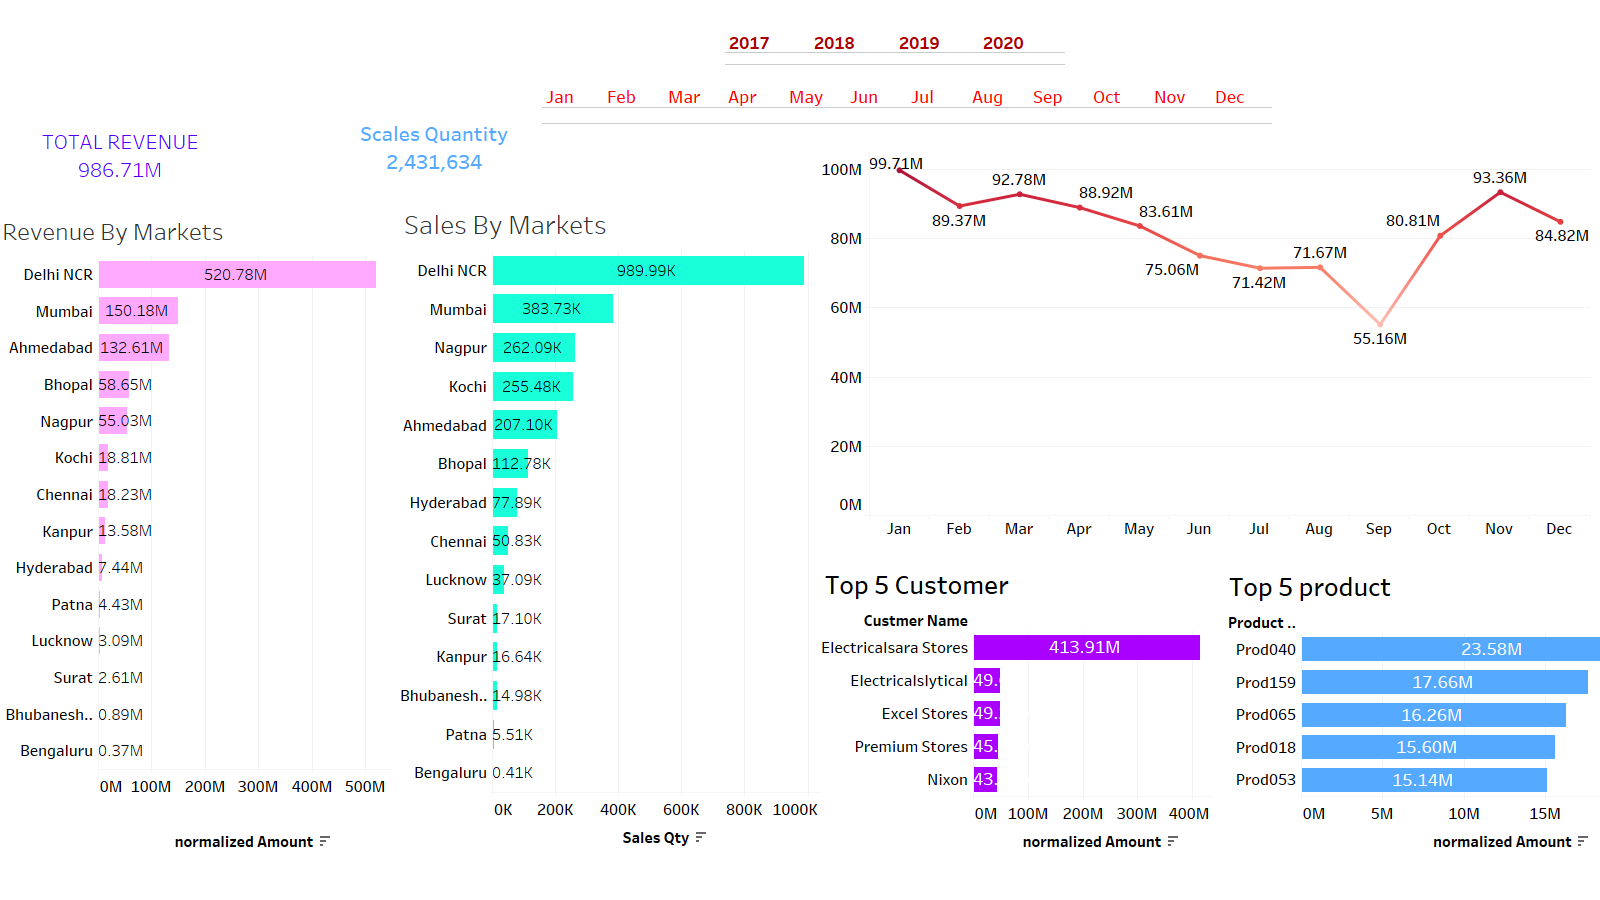 2017 2018 2019 2020
Jan Feb Mar Apr May Jun Jul Aug Sep Oct Nov Dec
TOTAL REVENUE
986.71M
Scales Quantity
2,431,634
Revenue By Markets
Delhi NCR 520.78M
Mumbai 150.18M
Ahmedabad 132.61M
Bhopal 58.65M
Nagpur 55.03M
Kochi 18.81M
Chennai 18.23M
Kanpur 13.58M
Hyderabad 7.44M
Patna 4.43M
Lucknow 3.09M
Surat 2.61M
Bhubanesh.. 0.89M
Bengaluru 0.37M
0M 100M 200M 300M 400M 500M
normalized Amount
Sales By Markets
Delhi NCR 989.99K
Mumbai 383.73K
Nagpur 262.09K
Kochi 255.48K
Ahmedabad 207.10K
Bhopal 112.78K
Hyderabad 77.89K
Chennai 50.83K
Lucknow 37.09K
Surat 17.10K
Kanpur 16.64K
Bhubanesh.. 14.98K
Patna 5.51K
Bengaluru 0.41K
0K 200K 400K 600K 800K 1000K
Sales Qty
100M
80M
60M
40M
20M
0M
99.71M
89.37M
92.78M
88.92M
83.61M
75.06M
71.42M
71.67M
55.16M
80.81M
93.36M
84.82M
Jan Feb Mar Apr May Jun Jul Aug Sep Oct Nov Dec
Top 5 Customer
Custmer Name
Electricalsara Stores 413.91M
Electricalslytical 49.
Excel Stores 49.
Premium Stores 45.
Nixon 43.
0M 100M 200M 300M 400M
normalized Amount
Top 5 product
Product ..
Prod040 23.58M
Prod159 17.66M
Prod065 16.26M
Prod018 15.60M
Prod053 15.14M
0M 5M 10M 15M
normalized Amount